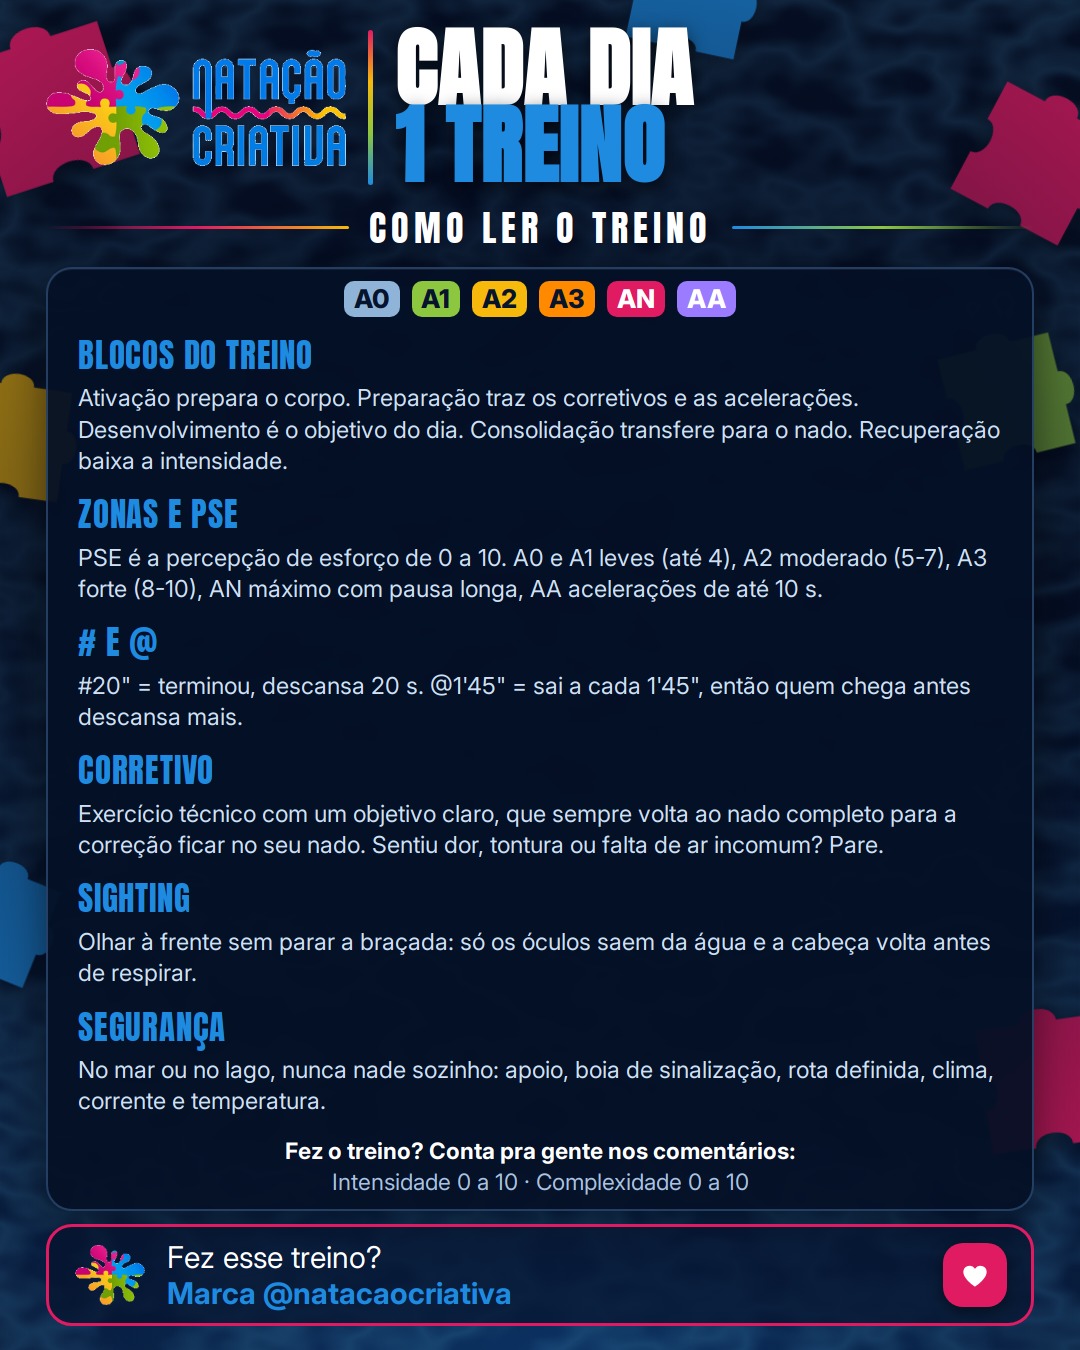 NATAÇÃO
CRIATIVA
CADA DIA
1 TREINO
COMO LER O TREINO
A0 A1 A2 A3 AN AA
BLOCOS DO TREINO
Ativação prepara o corpo. Preparação traz os corretivos e as acelerações.
Desenvolvimento é o objetivo do dia. Consolidação transfere para o nado. Recuperação
baixa a intensidade.
ZONAS E PSE
PSE é a percepção de esforço de 0 a 10. A0 e A1 leves (até 4), A2 moderado (5-7), A3
forte (8-10), AN máximo com pausa longa, AA acelerações de até 10 s.
# E @
#20" = terminou, descansa 20 s. @1'45" = sai a cada 1'45", então quem chega antes
descansa mais.
CORRETIVO
Exercício técnico com um objetivo claro, que sempre volta ao nado completo para a
correção ficar no seu nado. Sentiu dor, tontura ou falta de ar incomum? Pare.
SIGHTING
Olhar à frente sem parar a braçada: só os óculos saem da água e a cabeça volta antes
de respirar.
SEGURANÇA
No mar ou no lago, nunca nade sozinho: apoio, boia de sinalização, rota definida, clima,
corrente e temperatura.
Fez o treino? Conta pra gente nos comentários:
Intensidade 0 a 10 · Complexidade 0 a 10
Fez esse treino?
Marca @natacaocriativa